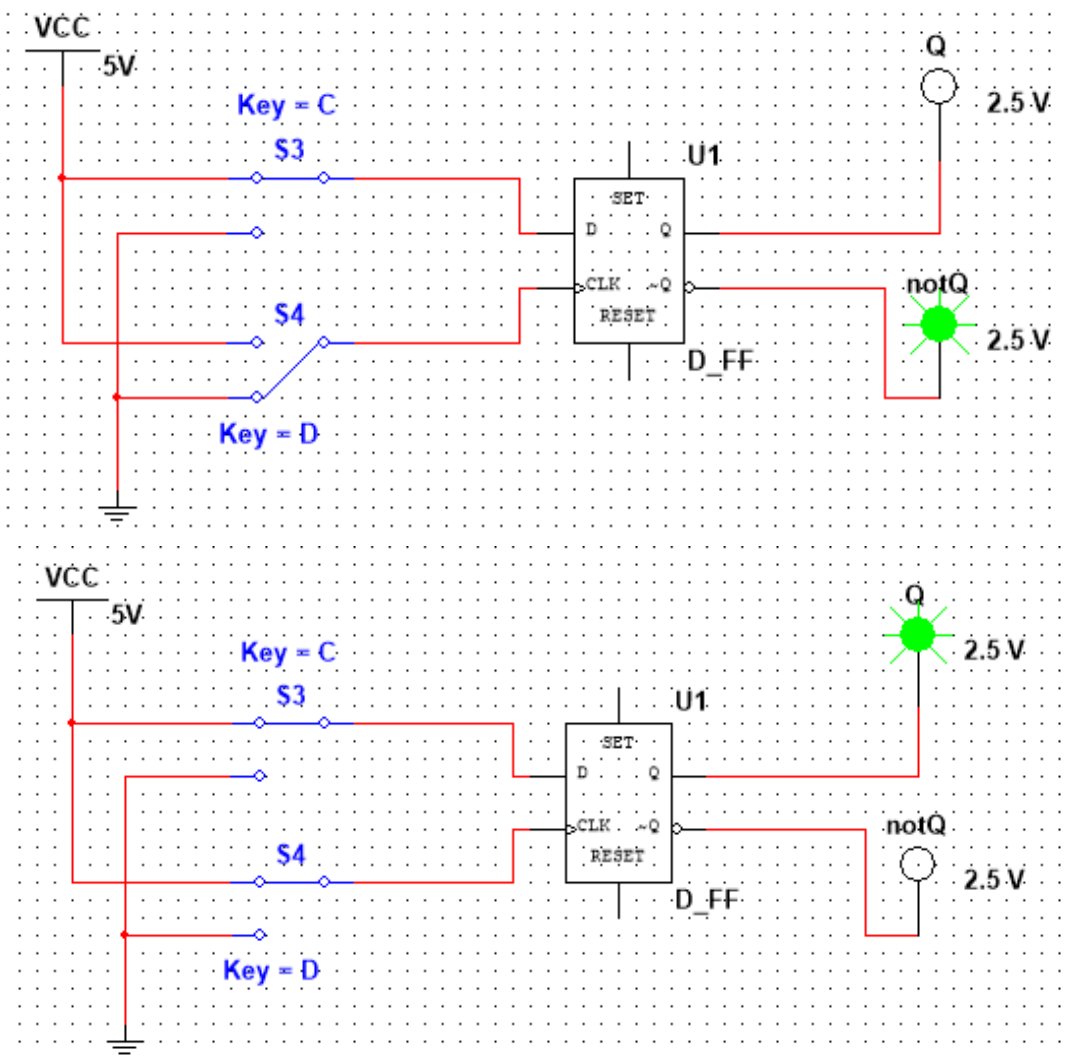 VCC
5V
Key = C
S3
S4
Key = D
U1
SET
D Q
CLK ~Q
RESET
D_FF
Q
2.5 V
notQ
2.5 V
VCC
5V
Key = C
S3
S4
Key = D
U1
SET
D Q
CLK ~Q
RESET
D_FF
Q
2.5 V
notQ
2.5 V